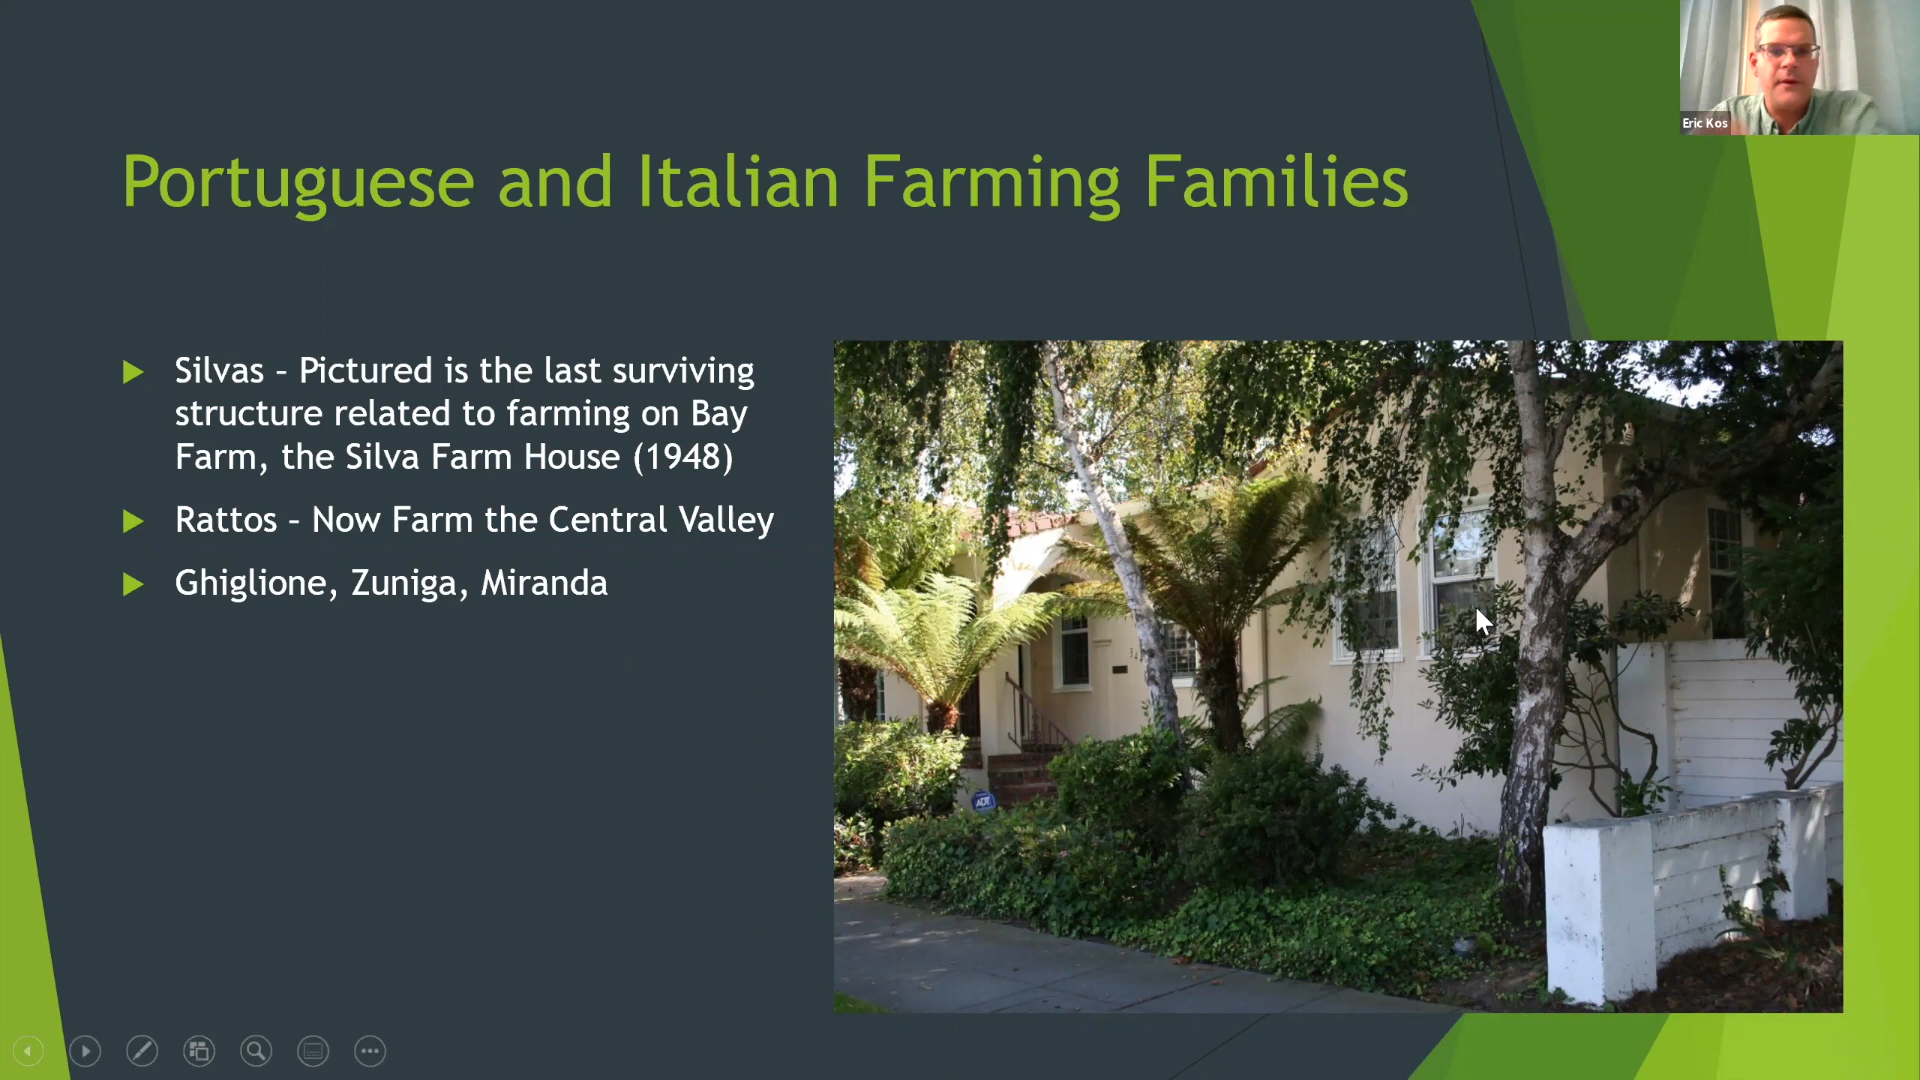 Eric Kos
Portuguese and Italian Farming Families
Silvas – Pictured is the last surviving
structure related to farming on Bay
Farm, the Silva Farm House (1948)
Rattos – Now Farm the Central Valley
Ghiglione, Zuniga, Miranda
ADT